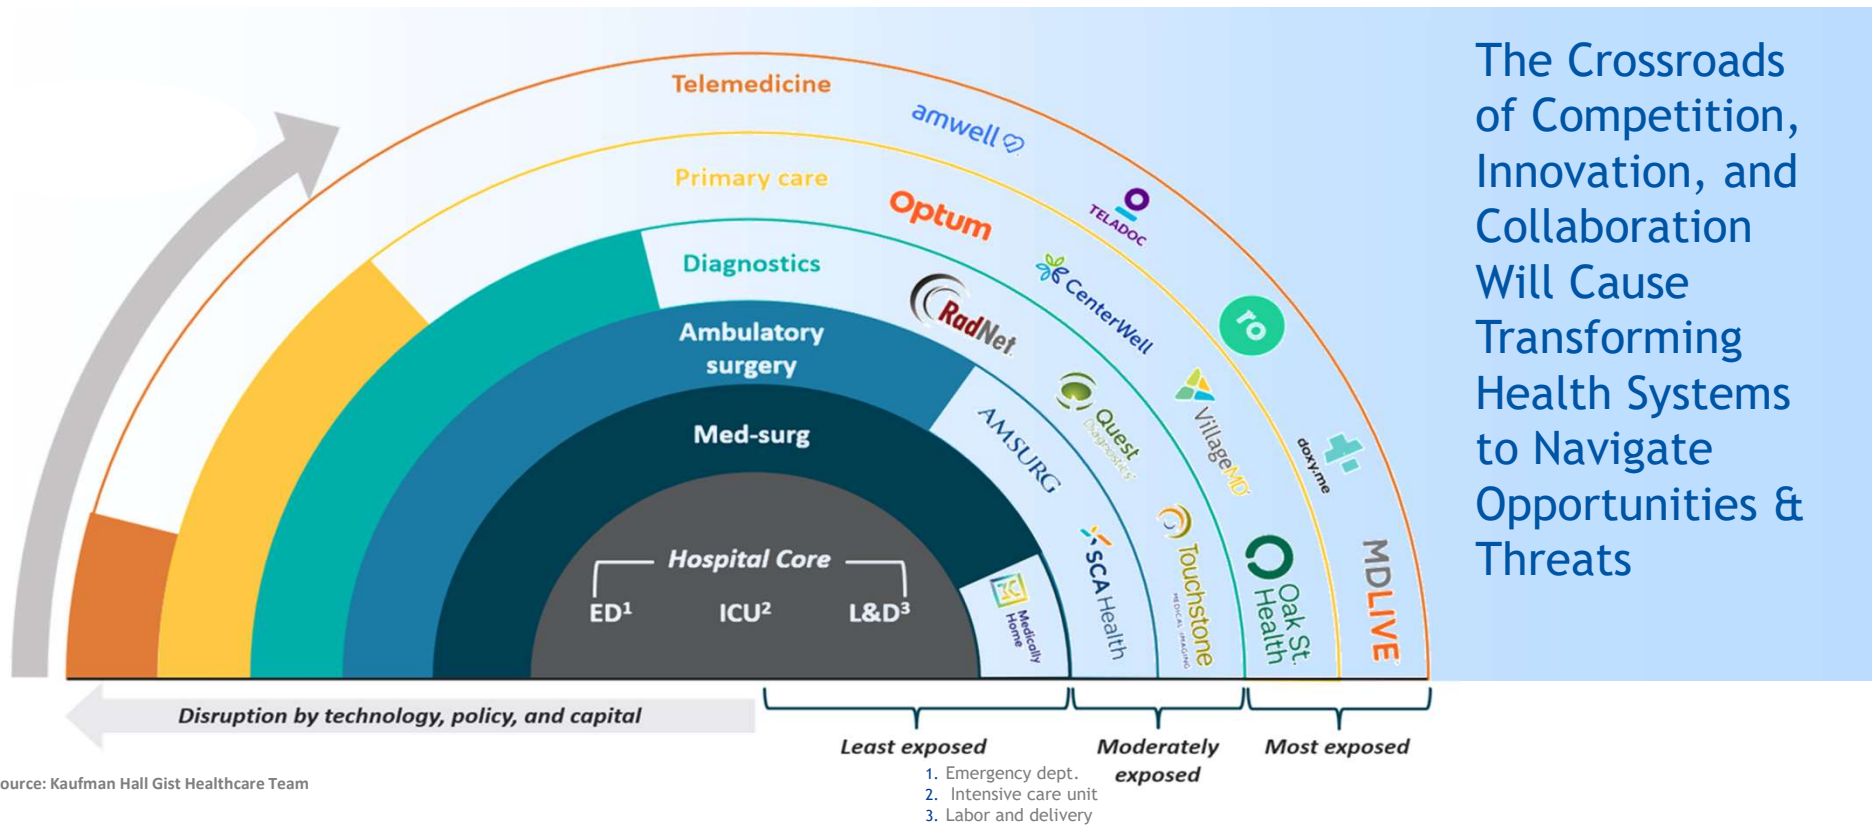 Telemedicine
amwell
TELADOC
ro
doxy.me
MDLIVE
Primary care
Optum
CenterWell
VillageMD
Oak St.
Health
Diagnostics
RadNet
Quest
Diagnostics
Touchstone
MEDICAL IMAGING
Ambulatory
surgery
AMSURG
SCA Health
Med-surg
Medically
Home
Hospital Core
ED1
ICU2
L&D3
Disruption by technology, policy, and capital
Least exposed
Moderately
exposed
Most exposed
ource: Kaufman Hall Gist Healthcare Team
1. Emergency dept.
2. Intensive care unit
3. Labor and delivery
The Crossroads
of Competition,
Innovation, and
Collaboration
Will Cause
Transforming
Health Systems
to Navigate
Opportunities &
Threats